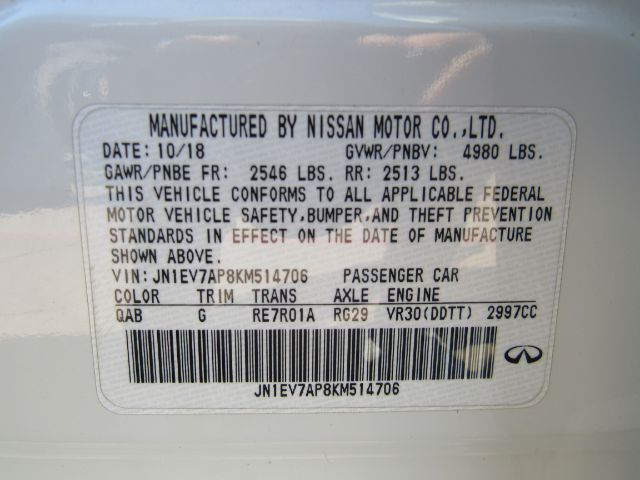 MANUFACTURED BY NISSAN MOTOR CO.,LTD.
DATE: 10/18 GVWR/PNBV: 4980 LBS.
GAWR/PNBE FR: 2546 LBS. RR: 2513 LBS.
THIS VEHICLE CONFORMS TO ALL APPLICABLE FEDERAL
MOTOR VEHICLE SAFETY,BUMPER,AND THEFT PREVENTION
STANDARDS IN EFFECT ON THE DATE OF MANUFACTURE
SHOWN ABOVE.
VIN: JN1EV7AP8KM514706 PASSENGER CAR
COLOR TRIM TRANS AXLE ENGINE
QAB G RE7R01A RG29 VR30(DDTT) 2997CC
JN1EV7AP8KM514706